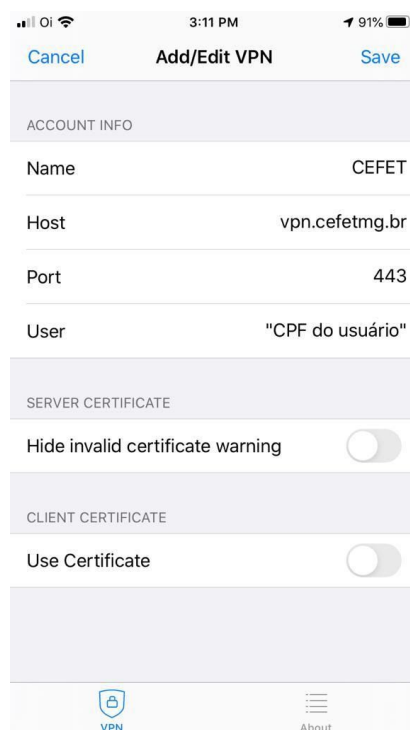 Oi 3:11 PM 91%
Cancel Add/Edit VPN Save
ACCOUNT INFO
Name CEFET
Host vpn.cefetmg.br
Port 443
User "CPF do usuário"
SERVER CERTIFICATE
Hide invalid certificate warning
CLIENT CERTIFICATE
Use Certificate
VPN About